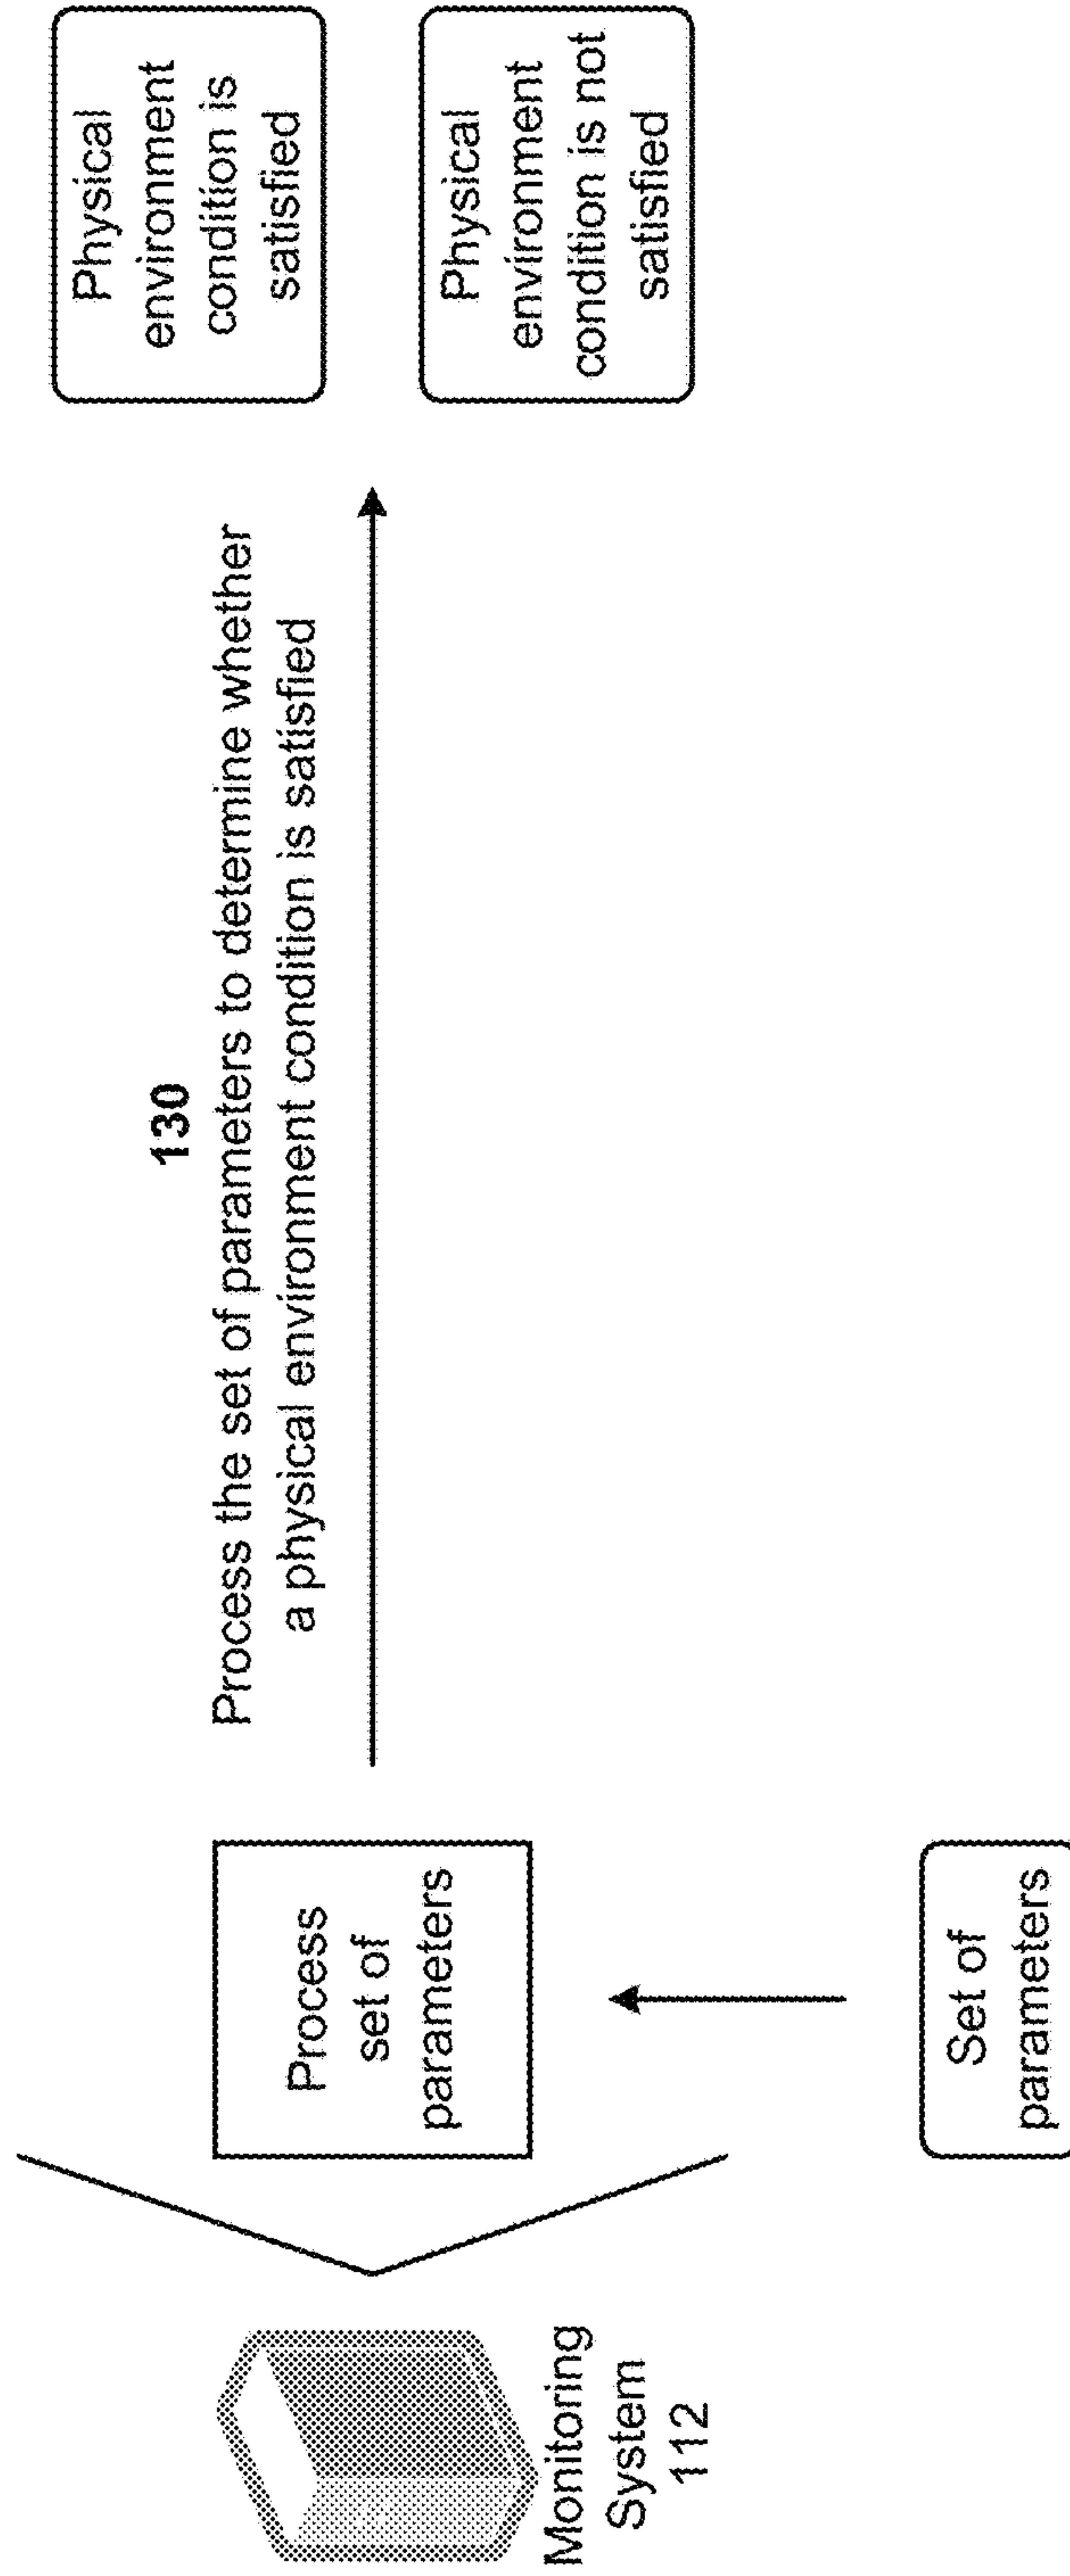 Monitoring
System
112
Process
set of
parameters
Set of
parameters
130
Process the set of parameters to determine whether
a physical environment condition is satisfied
Physical
environment
condition is
satisfied
Physical
environment
condition is not
satisfied